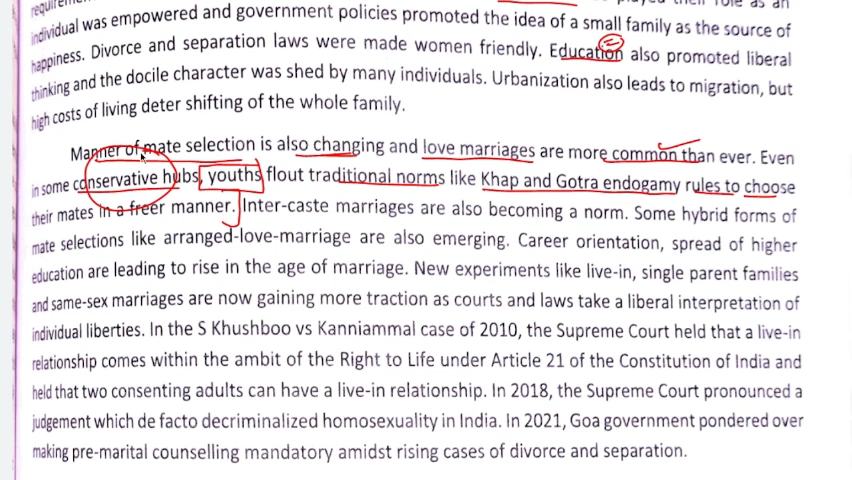 played their role as an
individual was empowered and government policies promoted the idea of a small family as the source of
happiness. Divorce and separation laws were made women friendly. Education also promoted liberal
thinking and the docile character was shed by many individuals. Urbanization also leads to migration, but
high costs of living deter shifting of the whole family.
Manner of mate selection is also changing and love marriages are more common than ever. Even
in some conservative hubs, youths flout traditional norms like Khap and Gotra endogamy rules to choose
their mates in a freer manner. Inter-caste marriages are also becoming a norm. Some hybrid forms of
mate selections like arranged-love-marriage are also emerging. Career orientation, spread of higher
education are leading to rise in the age of marriage. New experiments like live-in, single parent families
and same-sex marriages are now gaining more traction as courts and laws take a liberal interpretation of
individual liberties. In the S Khushboo vs Kanniammal case of 2010, the Supreme Court held that a live-in
relationship comes within the ambit of the Right to Life under Article 21 of the Constitution of India and
held that two consenting adults can have a live-in relationship. In 2018, the Supreme Court pronounced a
judgement which de facto decriminalized homosexuality in India. In 2021, Goa government pondered over
making pre-marital counselling mandatory amidst rising cases of divorce and separation.